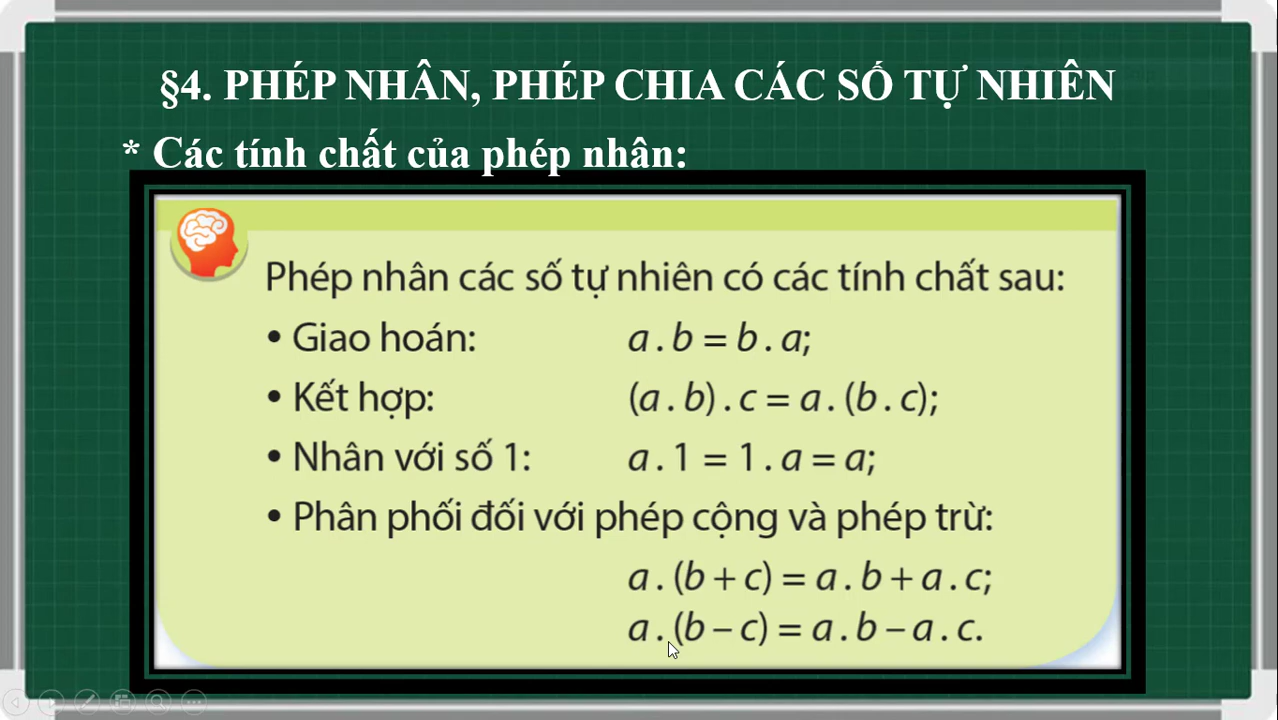 §4. PHÉP NHÂN, PHÉP CHIA CÁC SỐ TỰ NHIÊN
* Các tính chất của phép nhân:
Phép nhân các số tự nhiên có các tính chất sau:
• Giao hoán: a . b = b . a;
• Kết hợp: (a . b) . c = a . (b . c);
• Nhân với số 1: a . 1 = 1 . a = a;
• Phân phối đối với phép cộng và phép trừ:
a . (b + c) = a . b + a . c;
a . (b – c) = a . b – a . c.